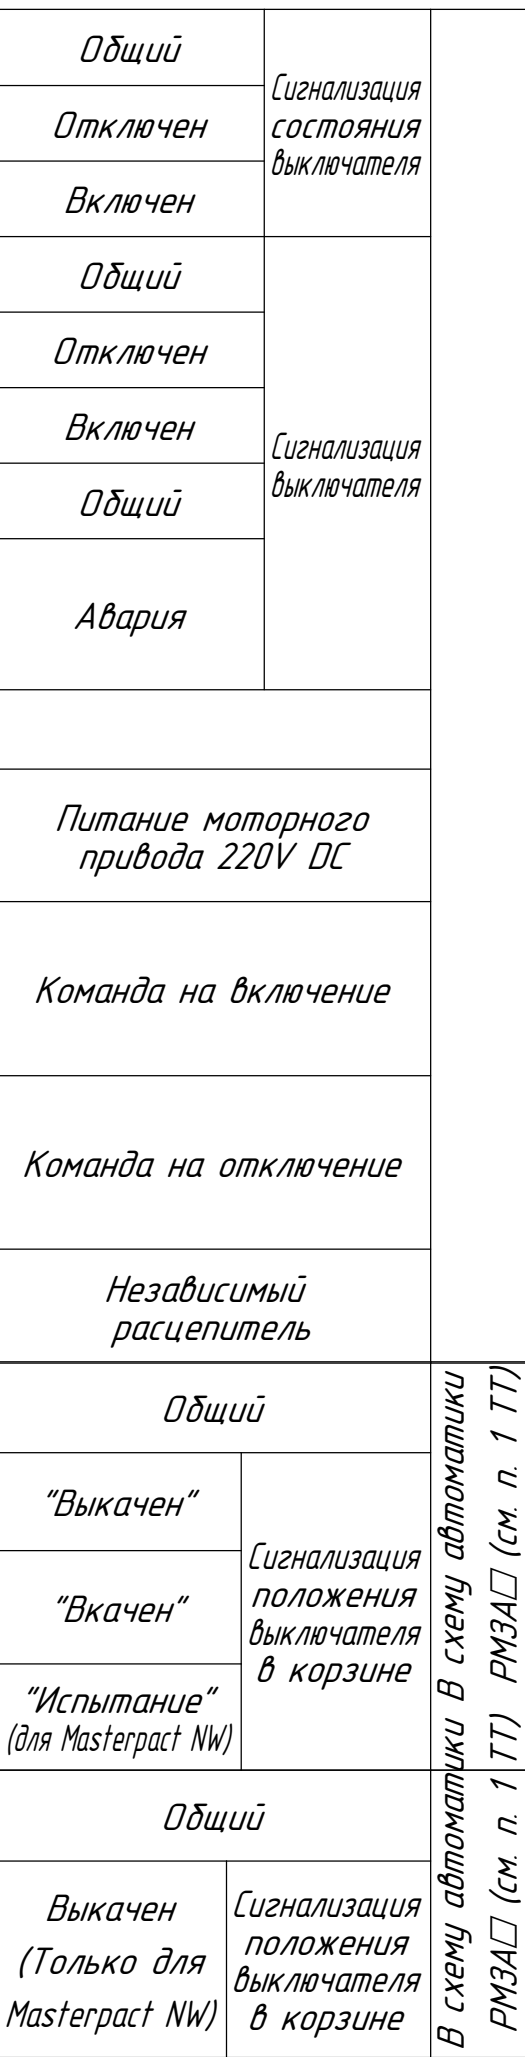 Общий
Отключен
Включен
Сигнализация
состояния
выключателя
Общий
Отключен
Включен
Общий
Авария
Сигнализация
выключателя
Питание моторного
привода 220V DC
Команда на включение
Команда на отключение
Независимый
расцепитель
Общий
"Выкачен"
"Вкачен"
"Испытание"
(для Masterpact NW)
Сигнализация
положения
выключателя
в корзине
В схему автоматики
РМЗА□ (см. п. 1 ТТ)
Общий
Выкачен
(Только для
Masterpact NW)
Сигнализация
положения
выключателя
в корзине
В схему автоматики
РМЗА□ (см. п. 1 ТТ)